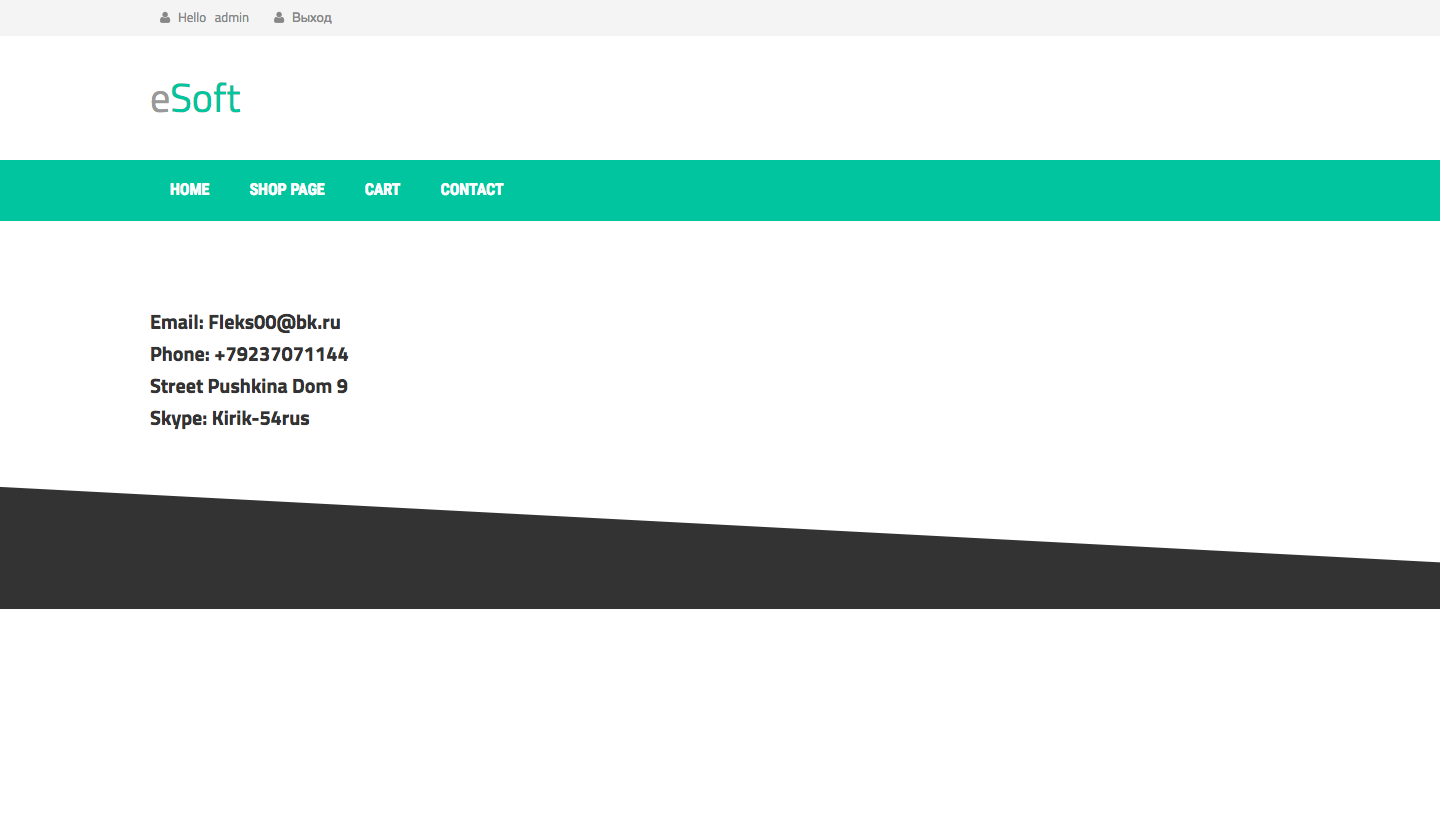 Hello admin Выход
eSoft
HOME SHOP PAGE CART CONTACT
Email: Fleks00@bk.ru
Phone: +79237071144
Street Pushkina Dom 9
Skype: Kirik-54rus